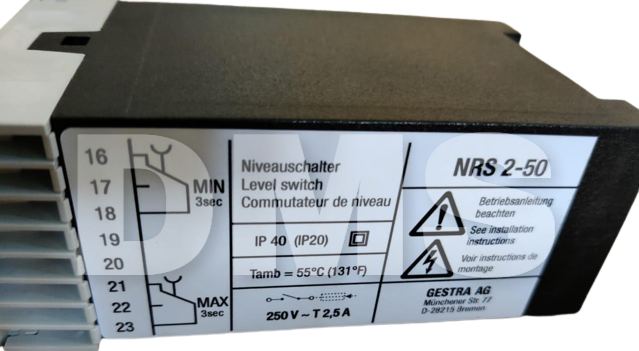 16
17
18
19
20
21
22
23
MIN
3sec
MAX
3sec
Niveauschalter
Level switch
Commutateur de niveau
IP 40 (IP20)
Tamb = 55°C (131°F)
250 V ~ T 2,5 A
NRS 2-50
Betriebsanleitung
beachten
See installation
instructions
Voir instructions de
montage
GESTRA AG
Münchener Str. 77
D-28215 Bremen
DMS